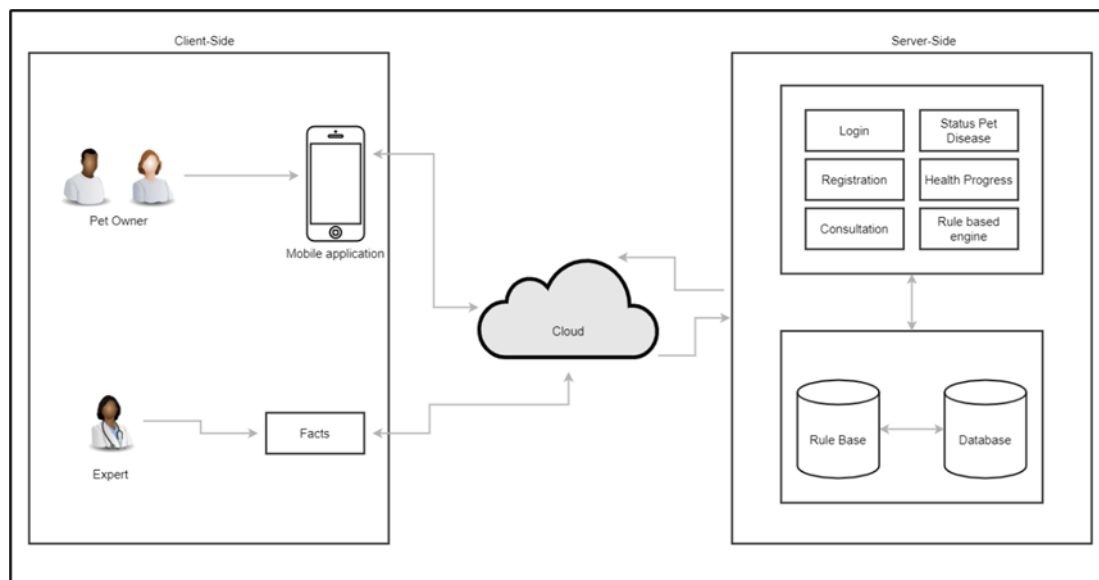 Client-Side
Server-Side
Pet Owner
Mobile application
Expert
Facts
Cloud
Login
Status Pet
Disease
Registration
Health Progress
Consultation
Rule based
engine
Rule Base
Database